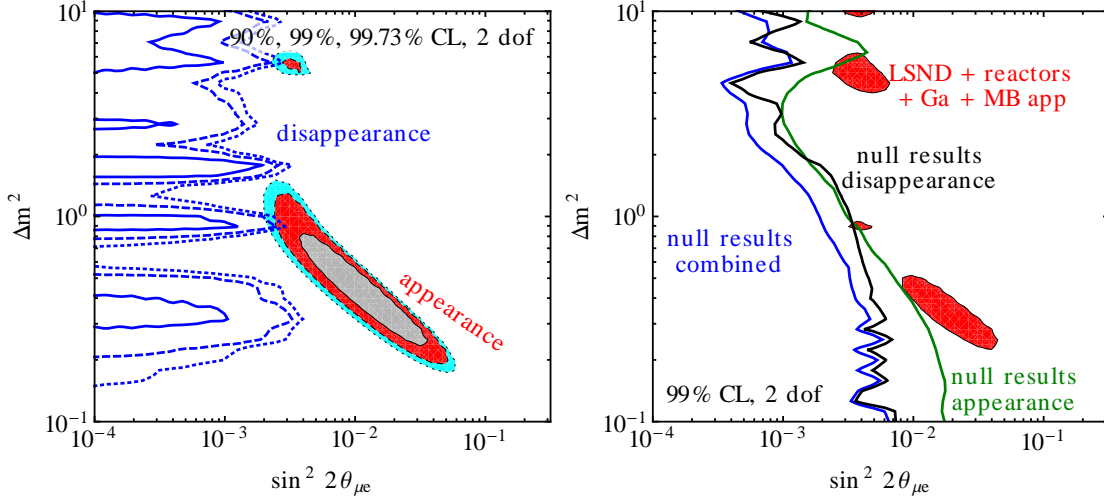 90%, 99%, 99.73% CL, 2 dof
disappearance
appearance
10^1
10^0
10^-1
Δm^2
10^-4
10^-3
10^-2
10^-1
sin^2 2θ_μe
LSND + reactors
+ Ga + MB app
null results
disappearance
null results
combined
null results
appearance
99% CL, 2 dof
10^1
10^0
10^-1
Δm^2
10^-4
10^-3
10^-2
10^-1
sin^2 2θ_μe